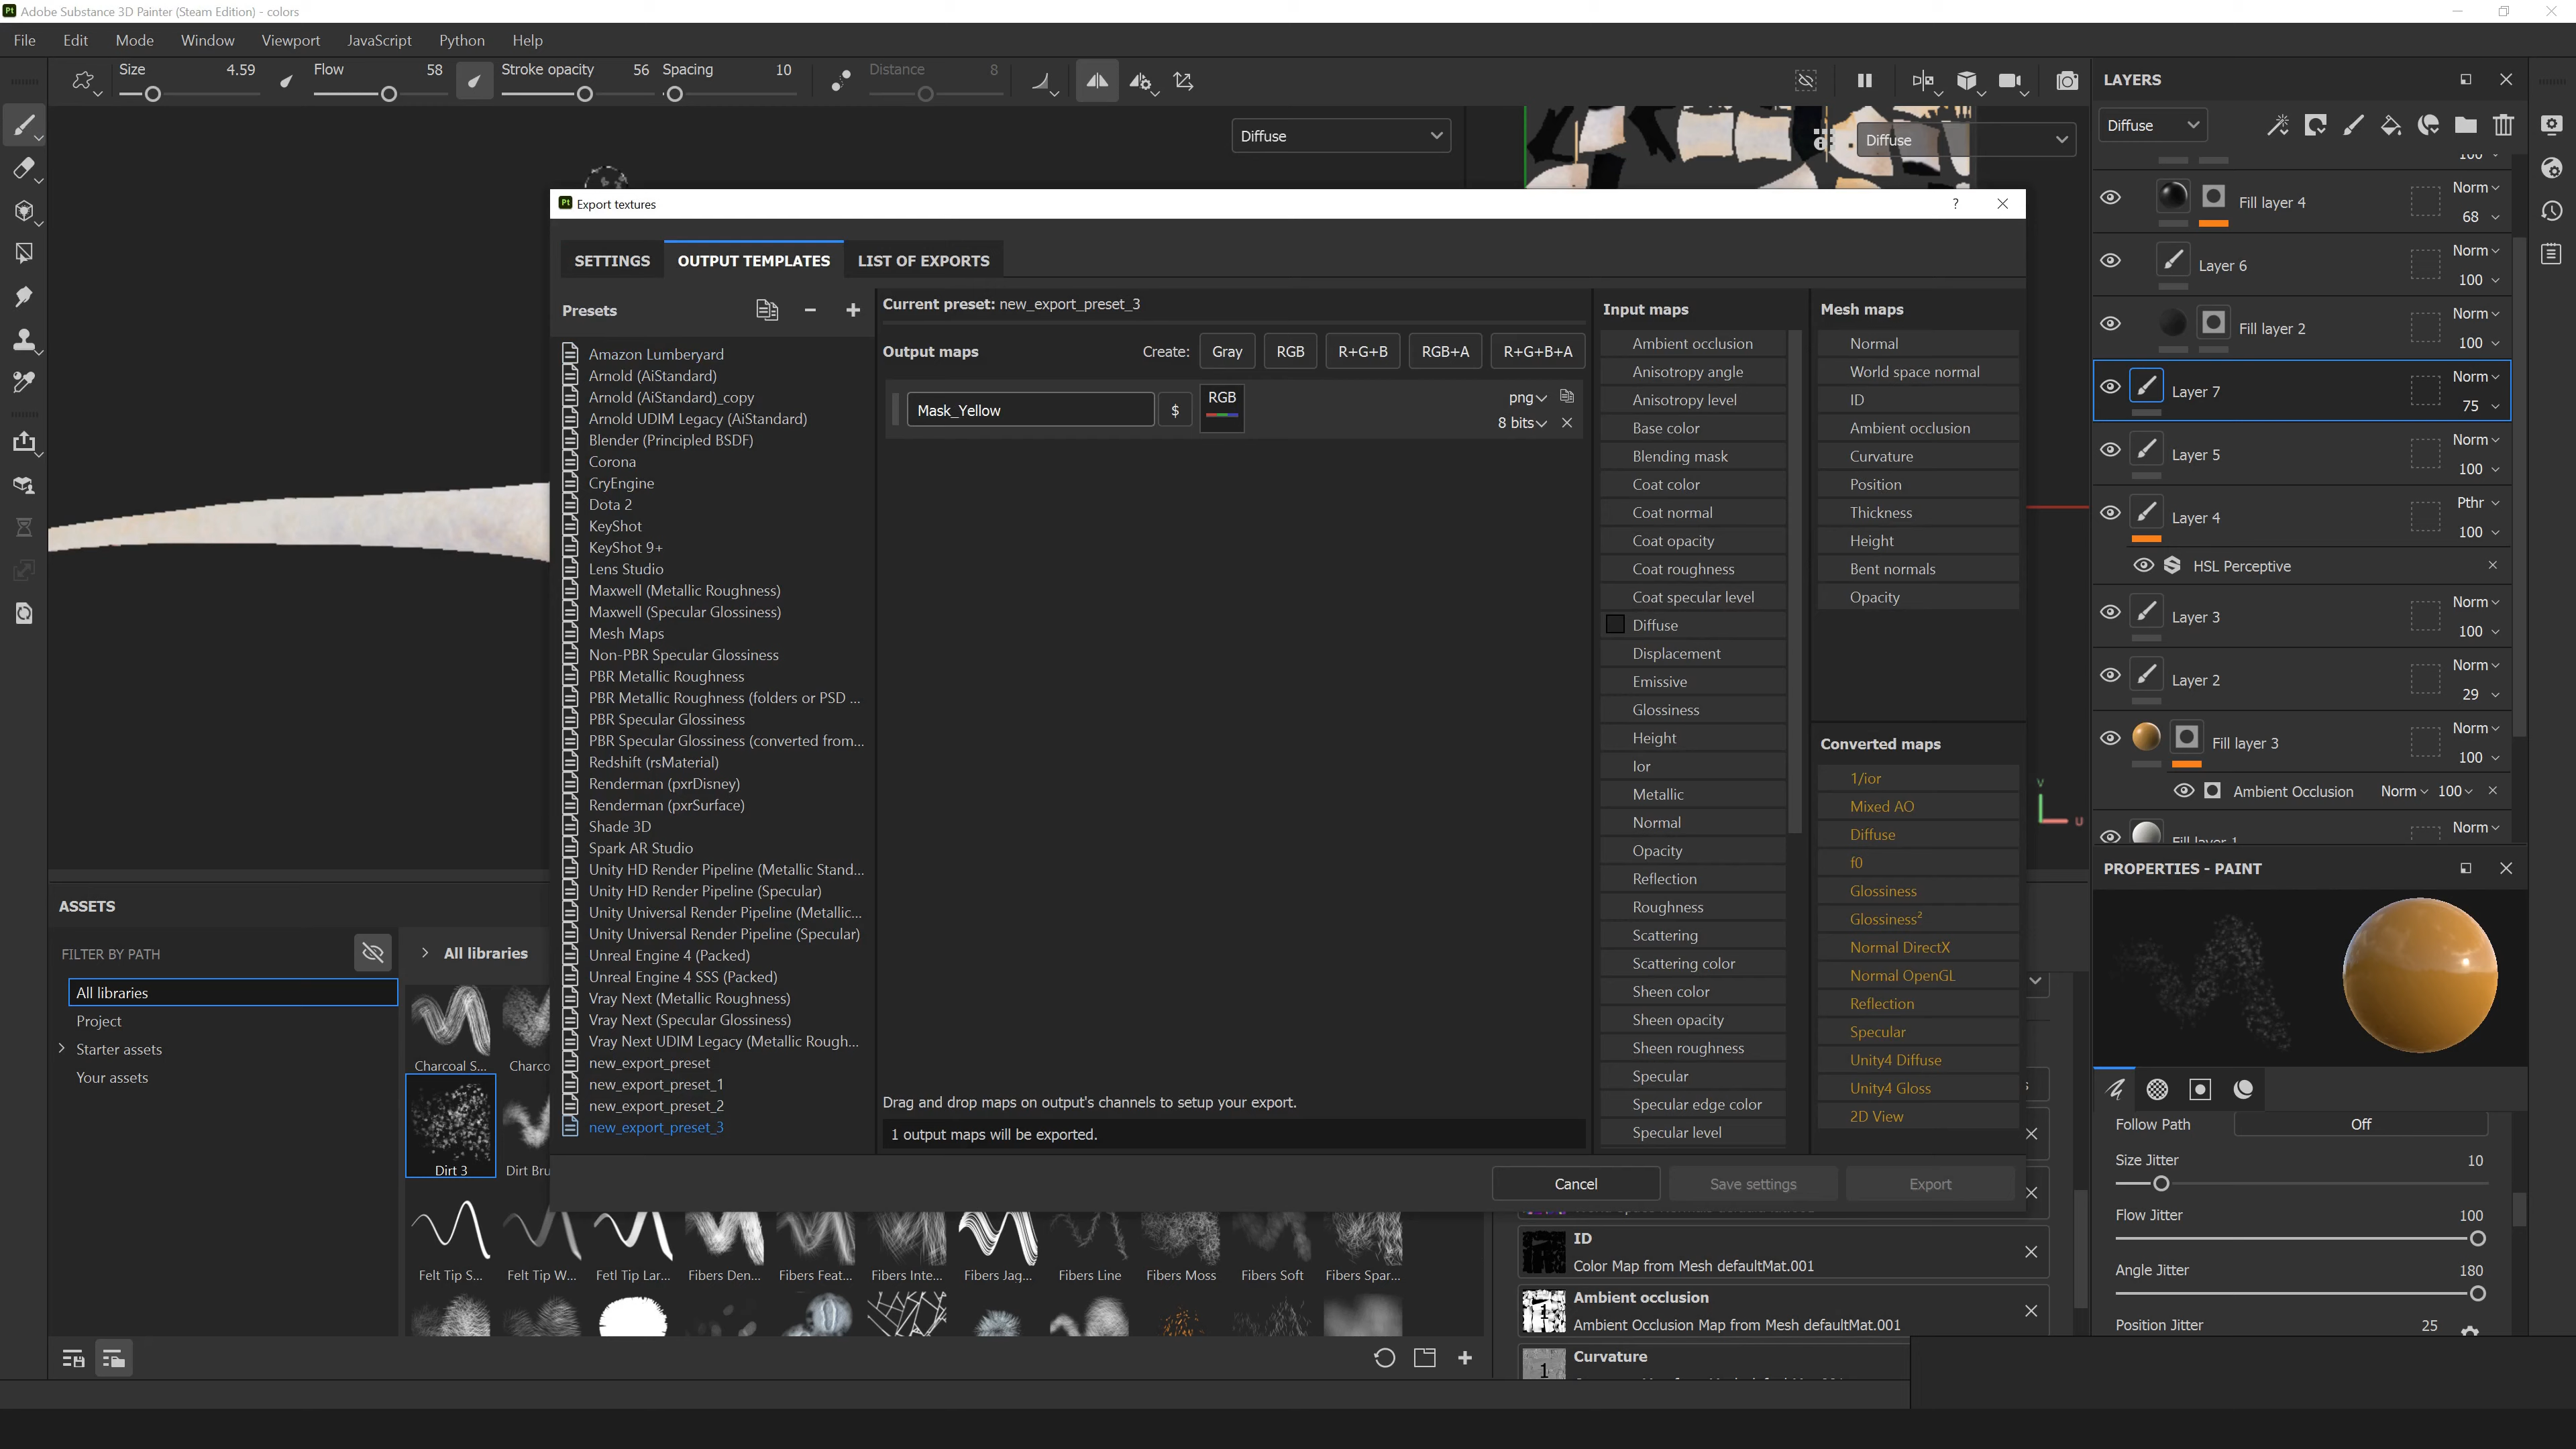 Adobe Substance 3D Painter (Steam Edition) - colors
File Edit Mode Window Viewport JavaScript Python Help
Size 4.59 Flow 58 Stroke opacity 56 Spacing 10 Distance 8
Diffuse
Diffuse
Export textures
?
SETTINGS OUTPUT TEMPLATES LIST OF EXPORTS
Presets
Amazon Lumberyard
Arnold (AiStandard)
Arnold (AiStandard)_copy
Arnold UDIM Legacy (AiStandard)
Blender (Principled BSDF)
Corona
CryEngine
Dota 2
KeyShot
KeyShot 9+
Lens Studio
Maxwell (Metallic Roughness)
Maxwell (Specular Glossiness)
Mesh Maps
Non-PBR Specular Glossiness
PBR Metallic Roughness
PBR Metallic Roughness (folders or PSD ...
PBR Specular Glossiness
PBR Specular Glossiness (converted from...
Redshift (rsMaterial)
Renderman (pxrDisney)
Renderman (pxrSurface)
Shade 3D
Spark AR Studio
Unity HD Render Pipeline (Metallic Stand...
Unity HD Render Pipeline (Specular)
Unity Universal Render Pipeline (Metallic...
Unity Universal Render Pipeline (Specular)
Unreal Engine 4 (Packed)
Unreal Engine 4 SSS (Packed)
Vray Next (Metallic Roughness)
Vray Next (Specular Glossiness)
Vray Next UDIM Legacy (Metallic Rough...
new_export_preset
new_export_preset_1
new_export_preset_2
new_export_preset_3
Current preset: new_export_preset_3
Output maps Create: Gray RGB R+G+B RGB+A R+G+B+A
Mask_Yellow $ RGB png
8 bits
Drag and drop maps on output's channels to setup your export.
1 output maps will be exported.
Input maps
Ambient occlusion
Anisotropy angle
Anisotropy level
Base color
Blending mask
Coat color
Coat normal
Coat opacity
Coat roughness
Coat specular level
Diffuse
Displacement
Emissive
Glossiness
Height
Ior
Metallic
Normal
Opacity
Reflection
Roughness
Scattering
Scattering color
Sheen color
Sheen opacity
Sheen roughness
Specular
Specular edge color
Specular level
Mesh maps
Normal
World space normal
ID
Ambient occlusion
Curvature
Position
Thickness
Height
Bent normals
Opacity
Converted maps
1/ior
Mixed AO
Diffuse
f0
Glossiness
Glossiness²
Normal DirectX
Normal OpenGL
Reflection
Specular
Unity4 Diffuse
Unity4 Gloss
2D View
Cancel Save settings Export
V
U
ASSETS
FILTER BY PATH
All libraries
Project
Starter assets
Your assets
All libraries
Charcoal S... Charco
Dirt 3 Dirt Bru
Felt Tip S... Felt Tip W... Fetl Tip Lar... Fibers Den... Fibers Feat... Fibers Inte... Fibers Jag... Fibers Line Fibers Moss Fibers Soft Fibers Spar...
ID
Color Map from Mesh defaultMat.001
Ambient occlusion
Ambient Occlusion Map from Mesh defaultMat.001
Curvature
LAYERS
Diffuse
Fill layer 4 Norm
68
Layer 6 Norm
100
Fill layer 2 Norm
100
Layer 7 Norm
75
Layer 5 Norm
100
Layer 4 Pthr
100
HSL Perceptive
Layer 3 Norm
100
Layer 2 Norm
29
Fill layer 3 Norm
100
Ambient Occlusion Norm 100
Fill layer 1 Norm
PROPERTIES - PAINT
Follow Path Off
Size Jitter 10
Flow Jitter 100
Angle Jitter 180
Position Jitter 25